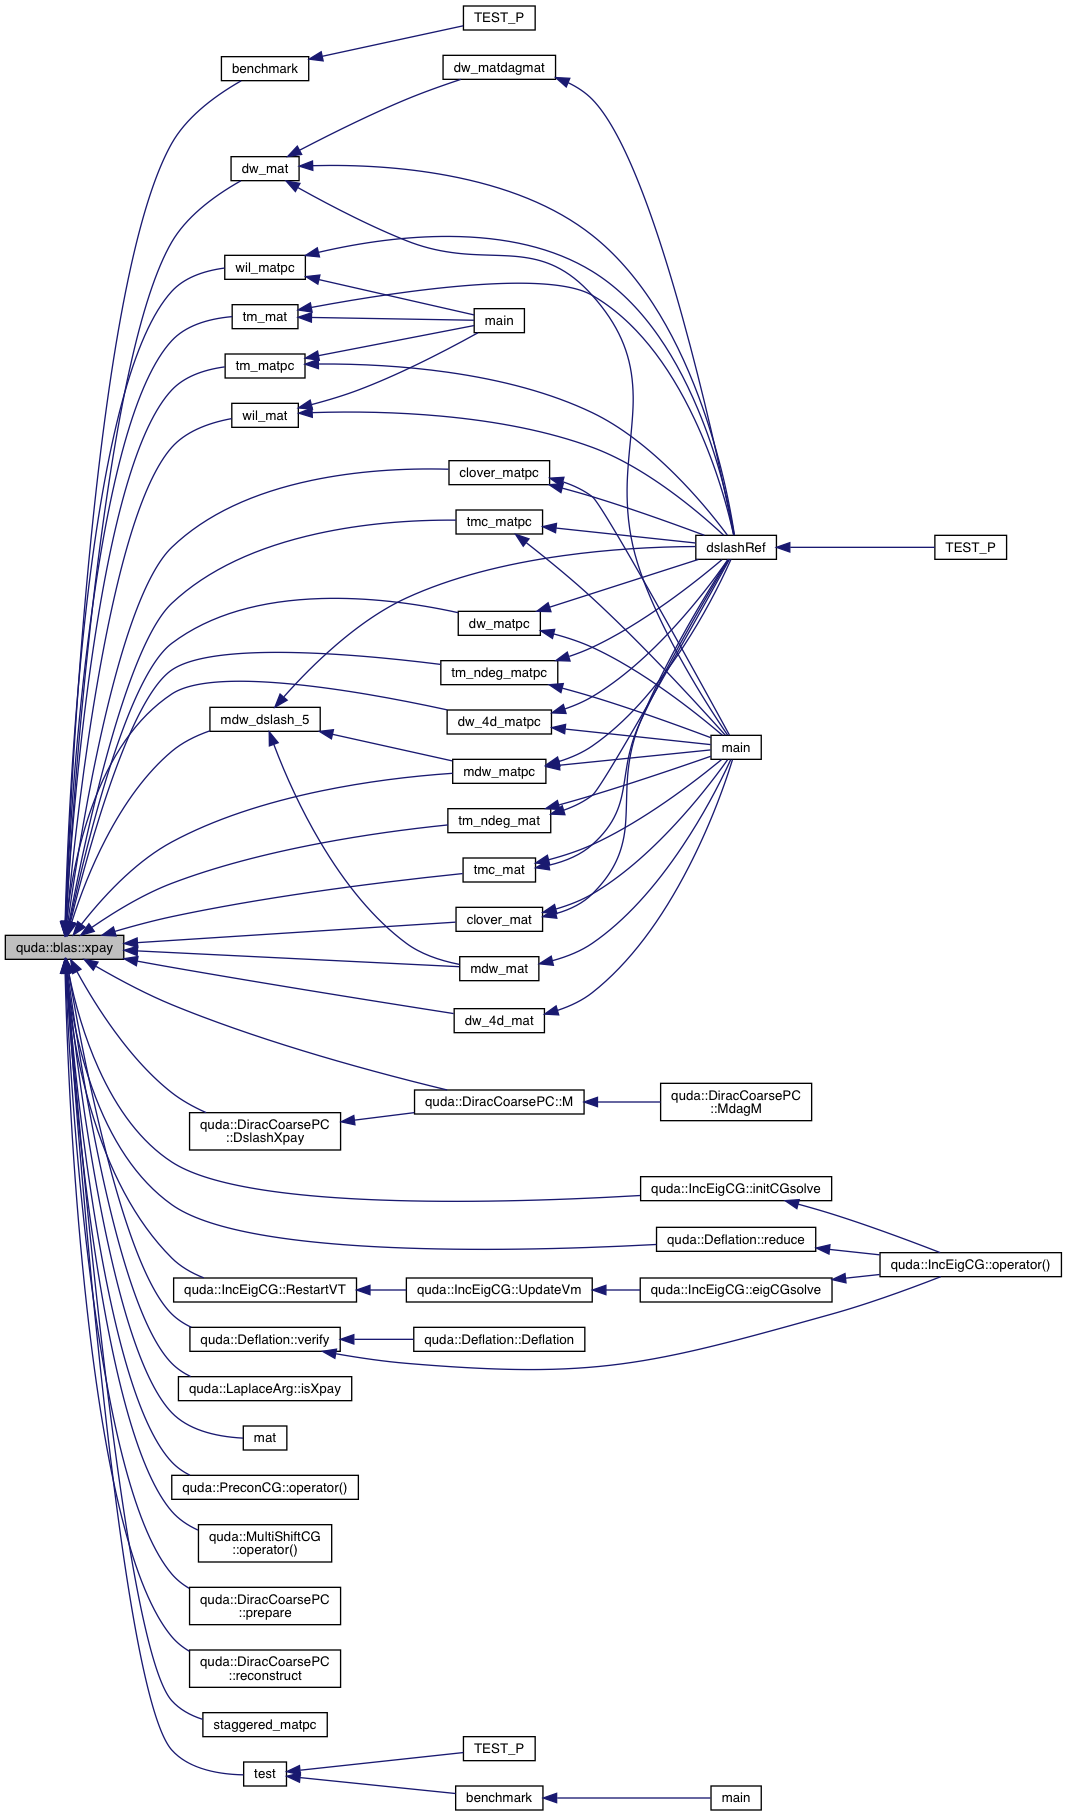 TEST_P
benchmark
dw_matdagmat
dw_mat
wil_matpc
tm_mat
main
tm_matpc
wil_mat
clover_matpc
tmc_matpc
dslashRef
TEST_P
dw_matpc
tm_ndeg_matpc
mdw_dslash_5
dw_4d_matpc
main
mdw_matpc
tm_ndeg_mat
tmc_mat
clover_mat
quda::blas::xpay
mdw_mat
dw_4d_mat
quda::DiracCoarsePC::M
quda::DiracCoarsePC
::MdagM
quda::DiracCoarsePC
::DslashXpay
quda::IncEigCG::initCGsolve
quda::Deflation::reduce
quda::IncEigCG::operator()
quda::IncEigCG::RestartVT
quda::IncEigCG::UpdateVm
quda::IncEigCG::eigCGsolve
quda::Deflation::verify
quda::Deflation::Deflation
quda::LaplaceArg::isXpay
mat
quda::PreconCG::operator()
quda::MultiShiftCG
::operator()
quda::DiracCoarsePC
::prepare
quda::DiracCoarsePC
::reconstruct
staggered_matpc
TEST_P
test
benchmark
main